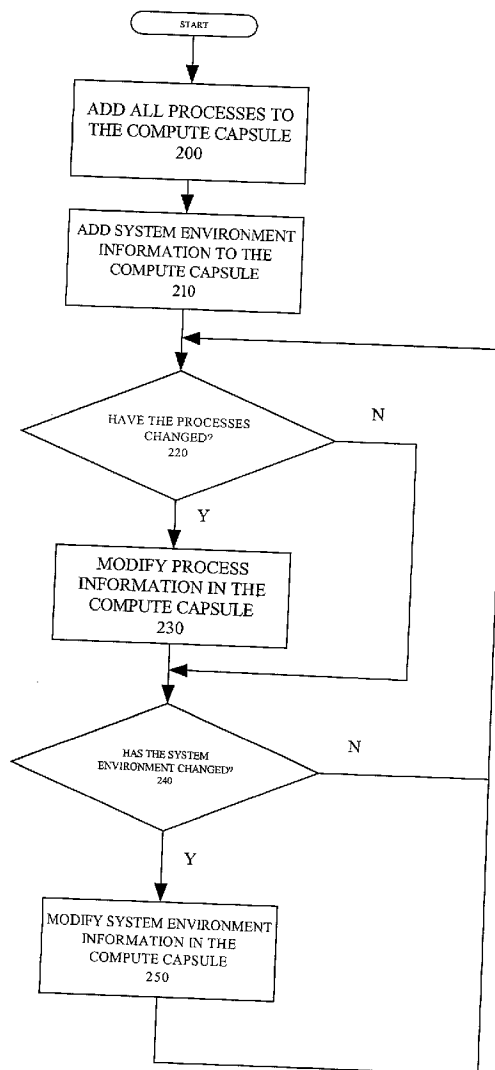 START
ADD ALL PROCESSES TO
THE COMPUTE CAPSULE
200
ADD SYSTEM ENVIRONMENT
INFORMATION TO THE
COMPUTE CAPSULE
210
HAVE THE PROCESSES
CHANGED?
220
N
Y
MODIFY PROCESS
INFORMATION IN THE
COMPUTE CAPSULE
230
HAS THE SYSTEM
ENVIRONMENT CHANGED?
240
N
Y
MODIFY SYSTEM ENVIRONMENT
INFORMATION IN THE
COMPUTE CAPSULE
250